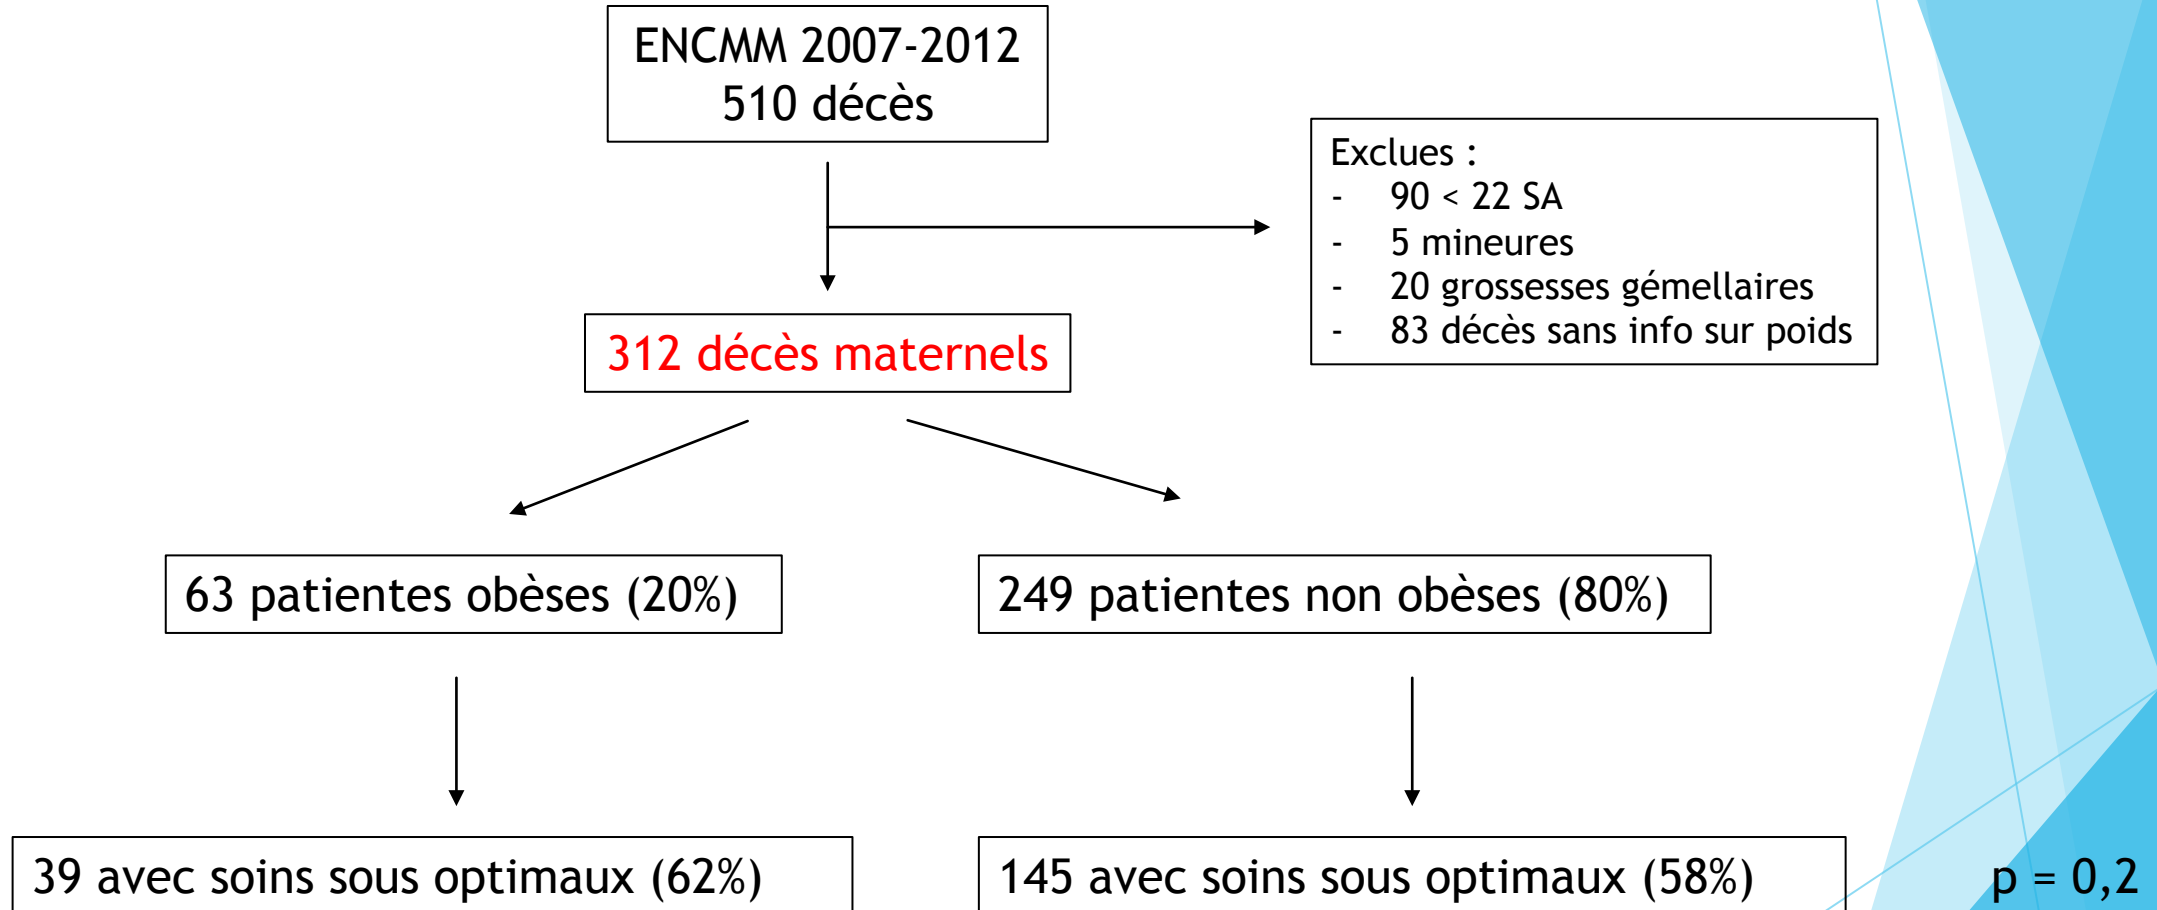 ENCMM 2007-2012
510 décès
Exclues :
- 90 < 22 SA
- 5 mineures
- 20 grossesses gémellaires
- 83 décès sans info sur poids
312 décès maternels
63 patientes obèses (20%)
249 patientes non obèses (80%)
39 avec soins sous optimaux (62%)
145 avec soins sous optimaux (58%)
p = 0,2